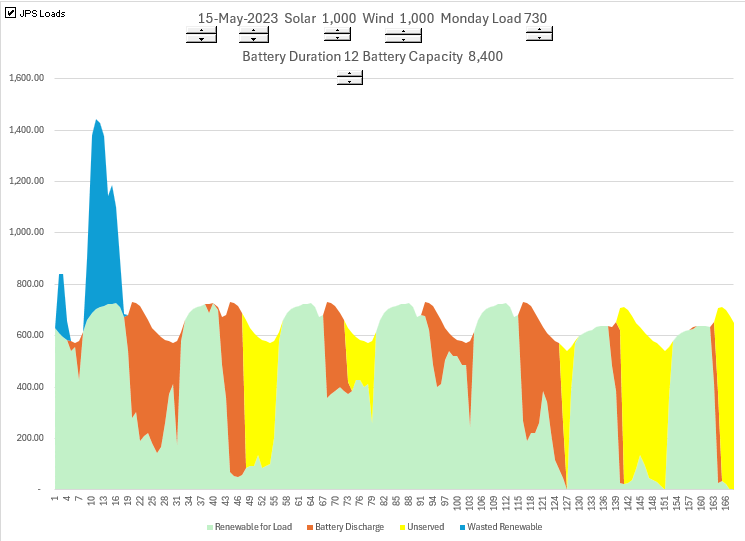 JPS Loads
15-May-2023 Solar 1,000 Wind 1,000 Monday Load 730
Battery Duration 12 Battery Capacity 8,400
1,600.00
1,400.00
1,200.00
1,000.00
800.00
600.00
400.00
200.00
-
1 4 7 10 13 16 19 22 25 28 31 34 37 40 43 46 49 52 55 58 61 64 67 70 73 76 79 82 85 88 91 94 97 100 103 106 109 112 115 118 121 124 127 130 133 136 139 142 145 148 151 154 157 160 163 166
Renewable for Load Battery Discharge Unserved Wasted Renewable